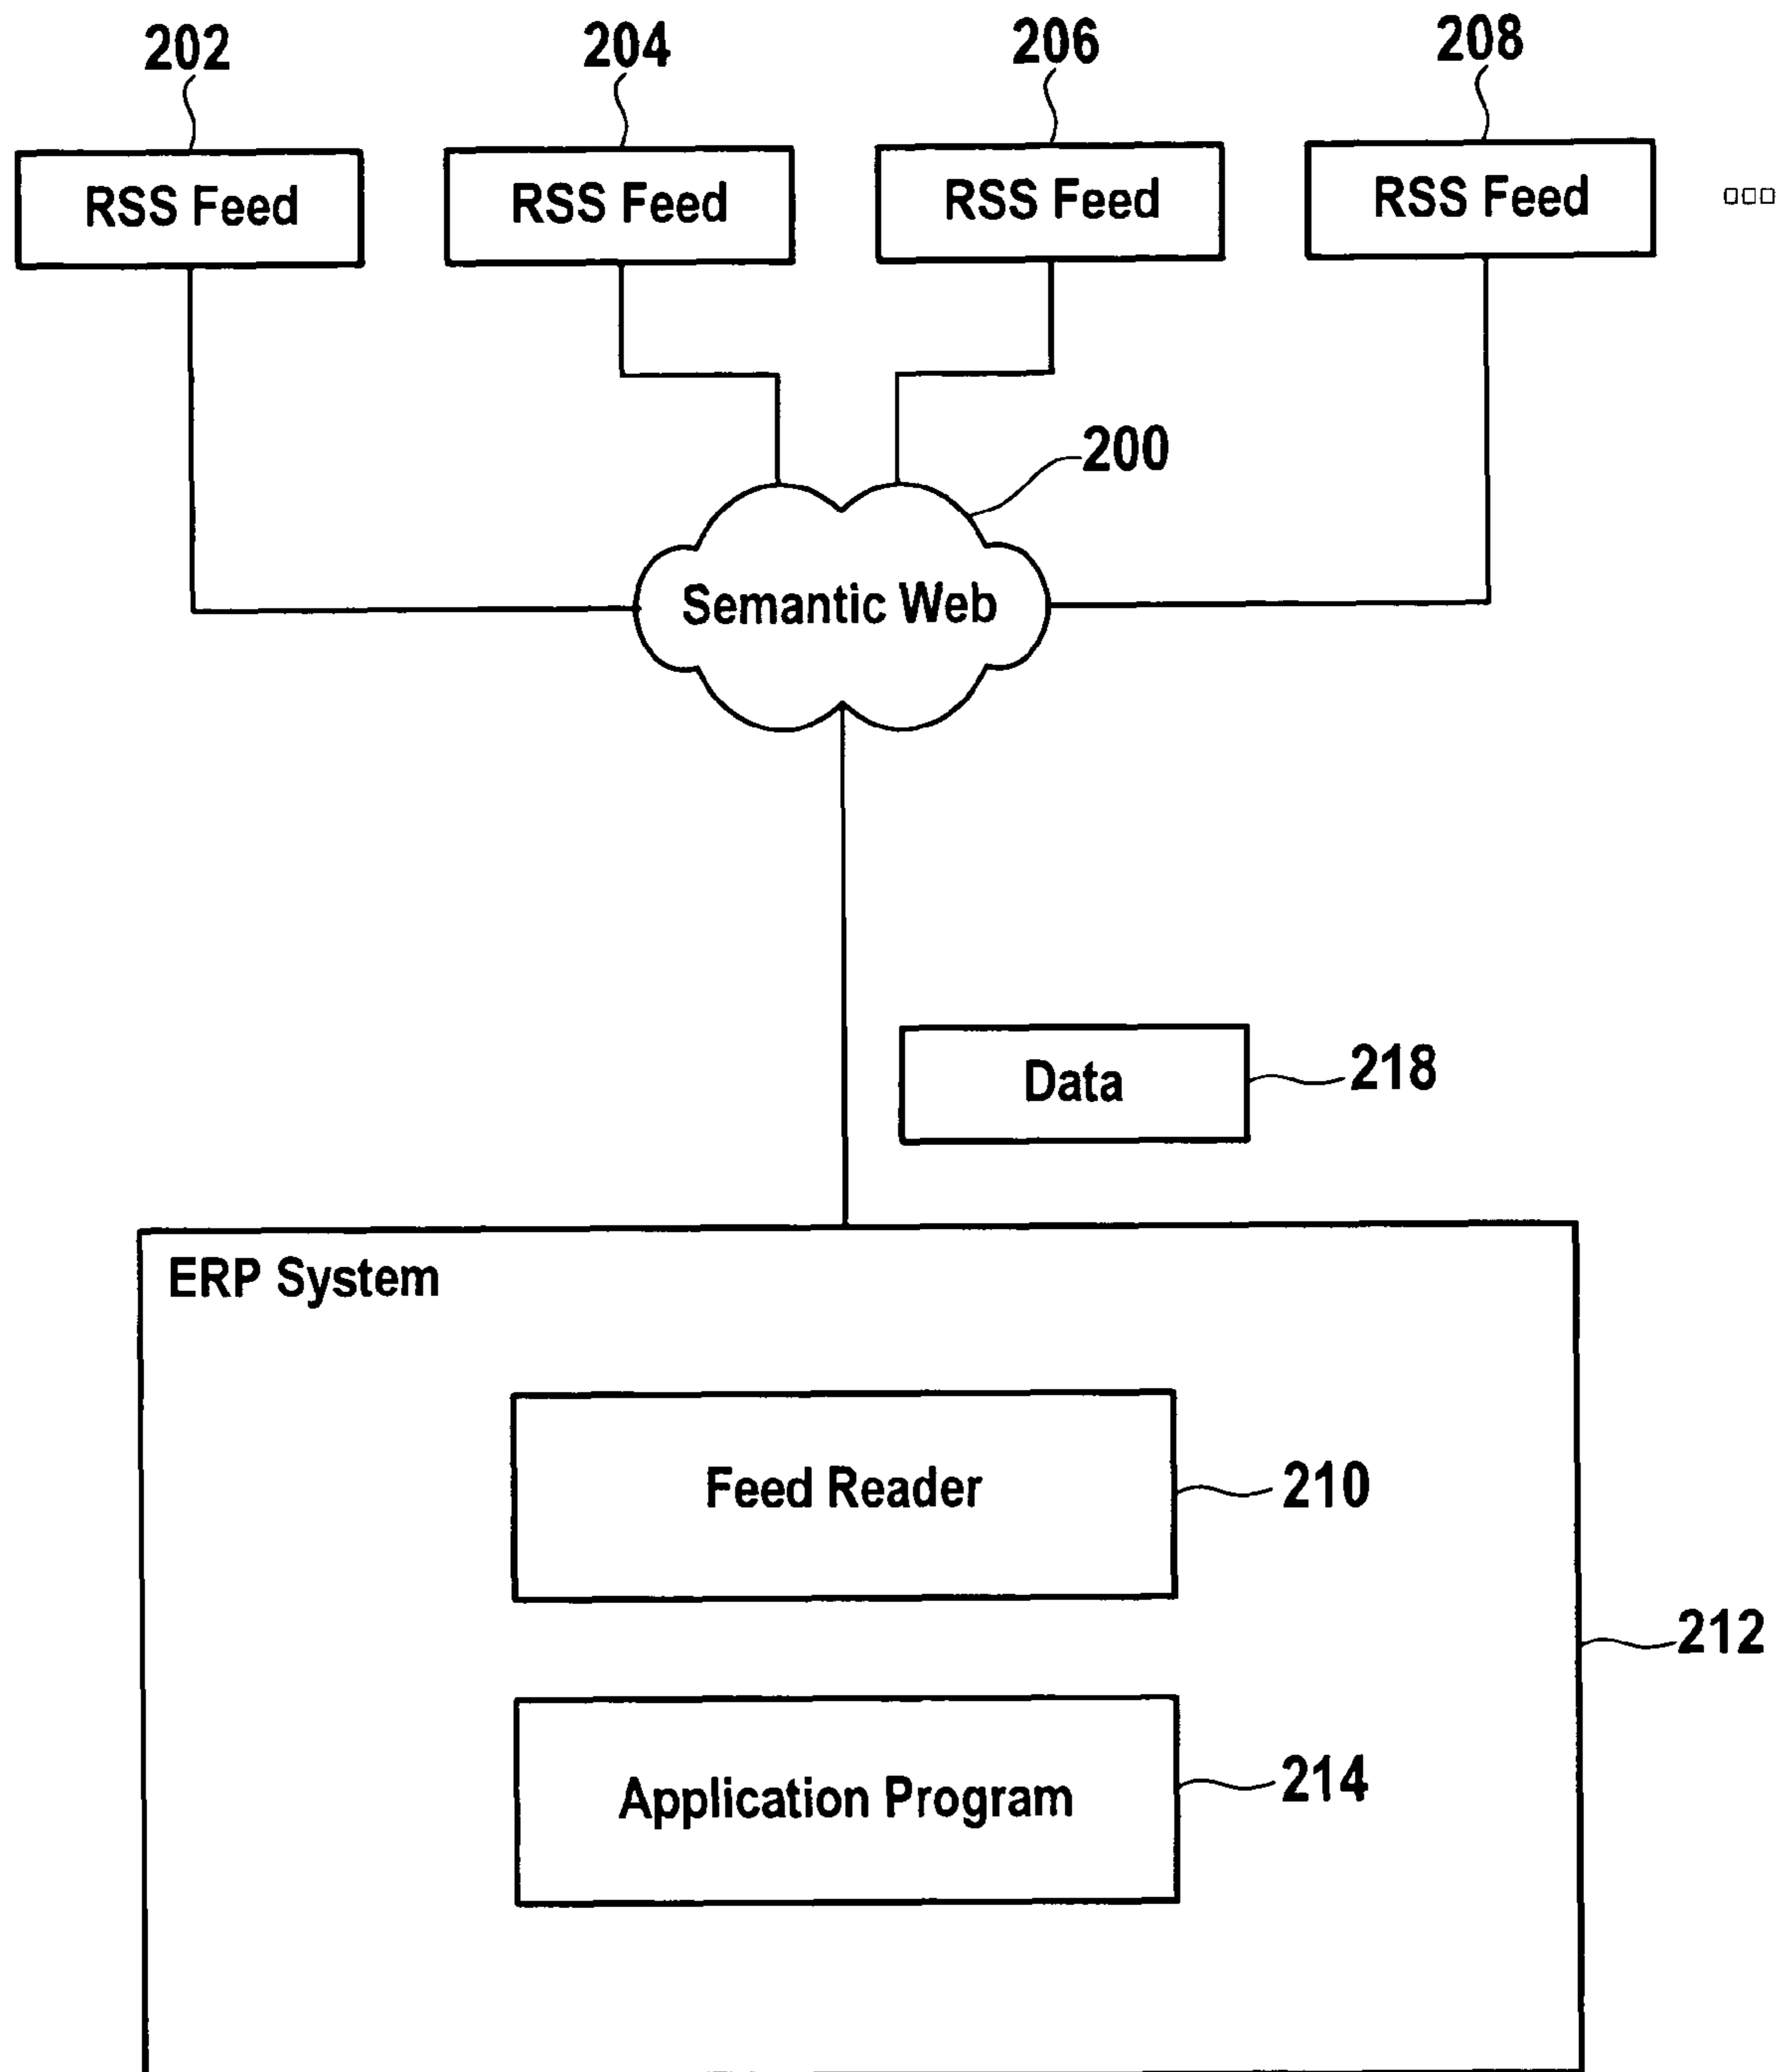 202 204 206 208
RSS Feed RSS Feed RSS Feed RSS Feed
200
Semantic Web
Data 218
ERP System
Feed Reader 210
212
Application Program 214